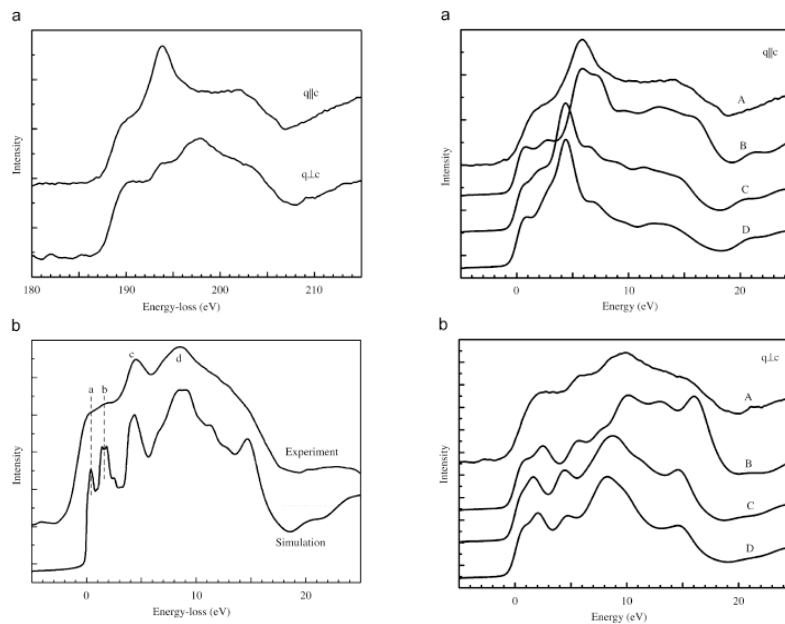 a
q||c
q⊥c
Intensity
180
190
200
210
Energy-loss (eV)
b
a
b
c
d
Experiment
Simulation
Intensity
0
10
20
Energy-loss (eV)
a
q||c
A
B
C
D
Intensity
0
10
20
Energy (eV)
b
q⊥c
A
B
C
D
Intensity
0
10
20
Energy (eV)